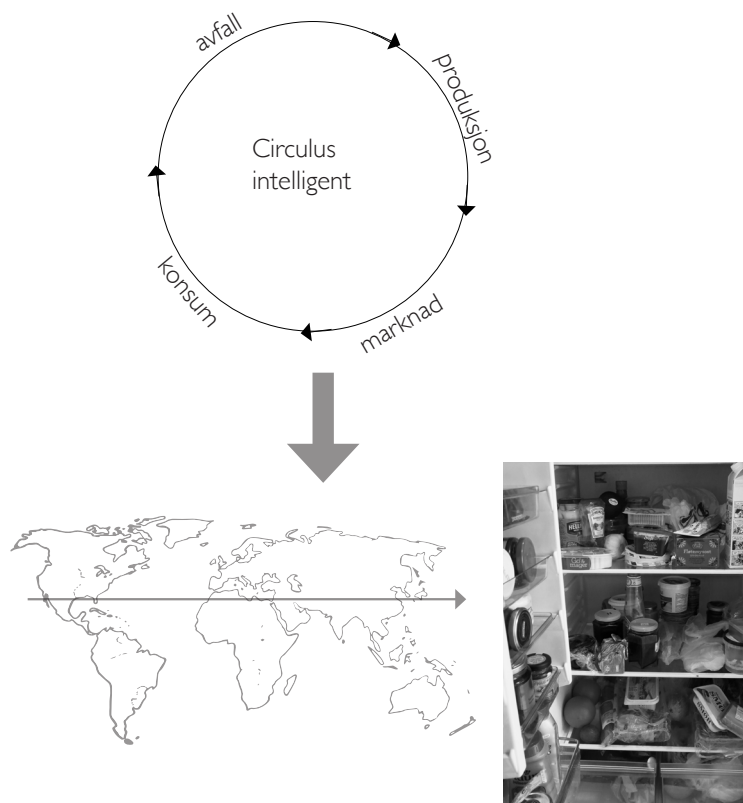 avfall
produksjon
Circulus
intelligent
konsum
marknad